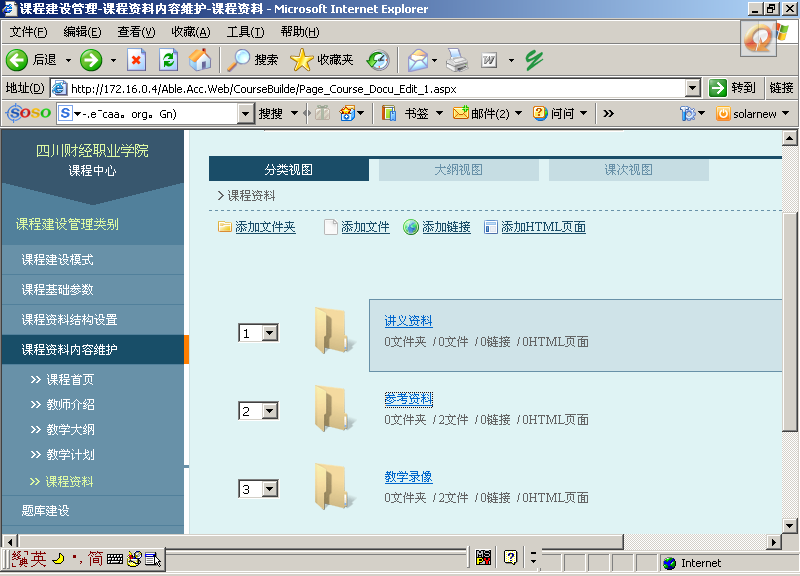 课程建设管理-课程资料内容维护-课程资料 - Microsoft Internet Explorer
文件(F) 编辑(E) 查看(V) 收藏(A) 工具(T) 帮助(H)
后退 搜索 收藏夹
地址(D) http://172.16.0.4/Able.Acc.Web/CourseBuilde/Page_Course_Docu_Edit_1.aspx 转到 链接
SOSO 搜搜 书签 邮件(2) 问问 » solarnew
四川财经职业学院
课程中心
课程建设管理类别
课程建设模式
课程基础参数
课程资料结构设置
课程资料内容维护
>> 课程首页
>> 教师介绍
>> 教学大纲
>> 教学计划
>> 课程资料
题库建设
分类视图 大纲视图 课次视图
>课程资料
添加文件夹 添加文件 添加链接 添加HTML页面
1 讲义资料
0文件夹 /0文件 /0链接 /0HTML页面
2 参考资料
0文件夹 /2文件 /0链接 /0HTML页面
3 教学录像
0文件夹 /2文件 /0链接 /0HTML页面
英 简 Internet